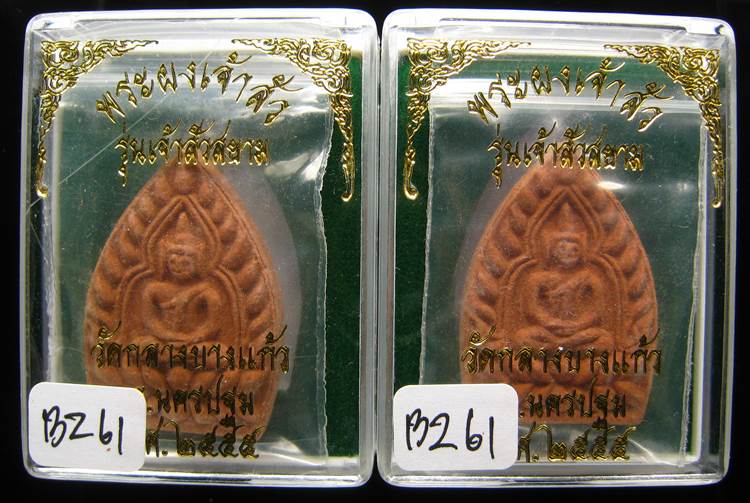 พระผงเจ้าสัว
รุ่นเจ้าสัวสยาม
วัดกลางบางแก้ว
.นครปฐม
ศ.๒๕๕๕
B261
พระผงเจ้าสัว
รุ่นเจ้าสัวสยาม
วัดกลางบางแก้ว
.นครปฐม
ศ.๒๕๕๕
B261